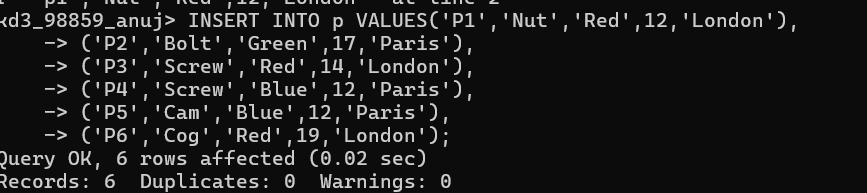 kd3_98859_anuj> INSERT INTO p VALUES('P1','Nut','Red',12,'London'),
-> ('P2','Bolt','Green',17,'Paris'),
-> ('P3','Screw','Red',14,'London'),
-> ('P4','Screw','Blue',12,'Paris'),
-> ('P5','Cam','Blue',12,'Paris'),
-> ('P6','Cog','Red',19,'London');
Query OK, 6 rows affected (0.02 sec)
Records: 6  Duplicates: 0  Warnings: 0